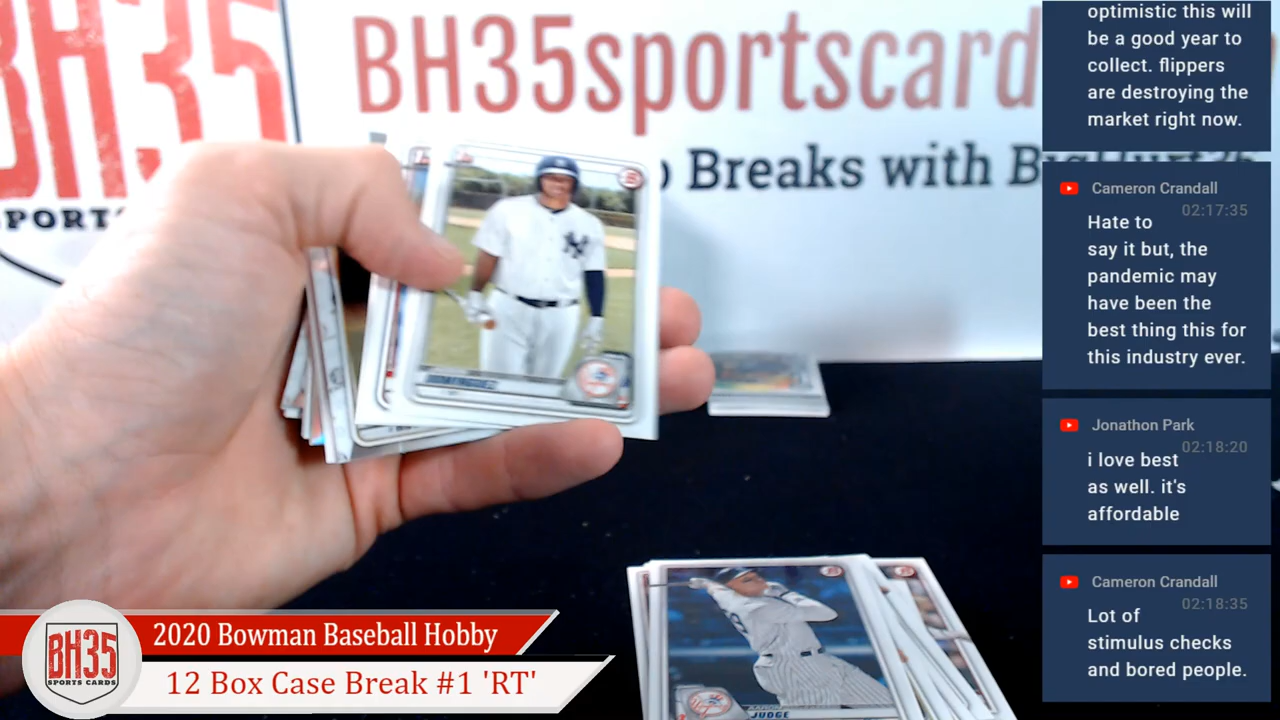 BH35
SPORTS
BH35sportscard
Breaks with BigHurt35
DOMINGUEZ
AARON
JUDGE
BH35
SPORTS CARDS
2020 Bowman Baseball Hobby
12 Box Case Break #1 'RT'
optimistic this will
be a good year to
collect. flippers
are destroying the
market right now.
Cameron Crandall
02:17:35
Hate to
say it but, the
pandemic may
have been the
best thing this for
this industry ever.
Jonathon Park
02:18:20
i love best
as well. it's
affordable
Cameron Crandall
02:18:35
Lot of
stimulus checks
and bored people.